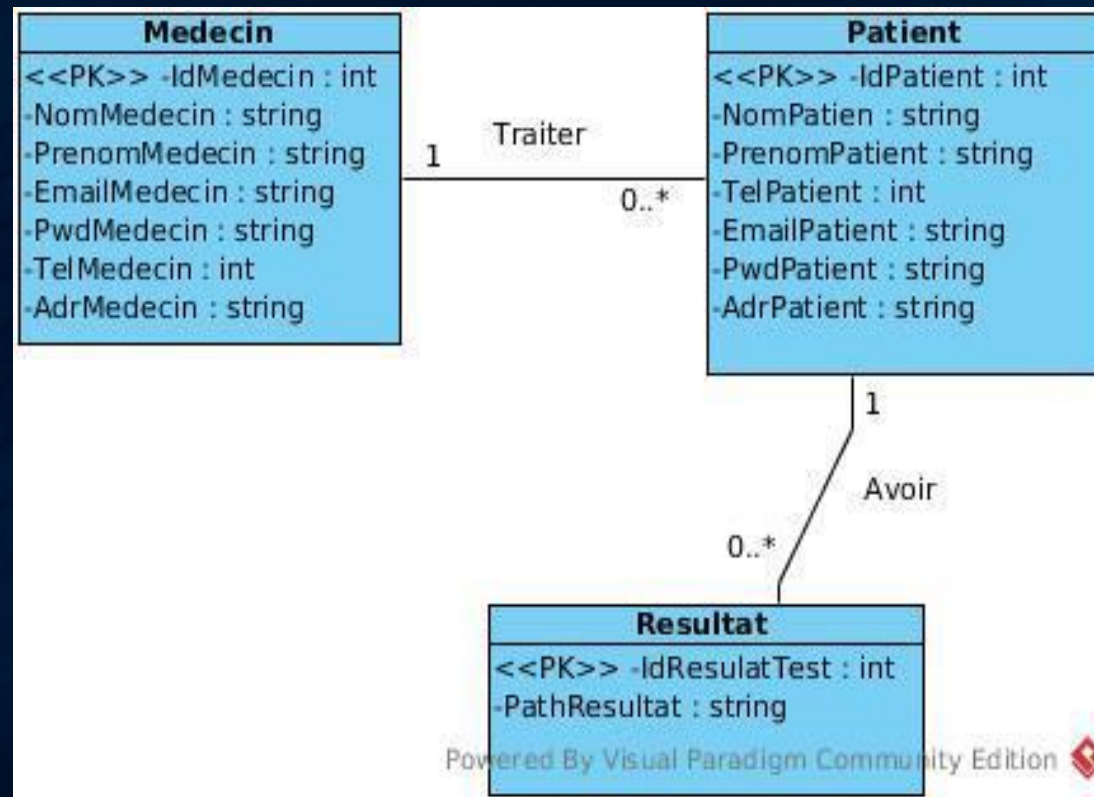 Medecin
<<PK>> -IdMedecin : int
-NomMedecin : string
-PrenomMedecin : string
-EmailMedecin : string
-PwdMedecin : string
-TelMedecin : int
-AdrMedecin : string
Traiter
1
0..*
Patient
<<PK>> -IdPatient : int
-NomPatien : string
-PrenomPatient : string
-TelPatient : int
-EmailPatient : string
-PwdPatient : string
-AdrPatient : string
1
Avoir
0..*
Resultat
<<PK>> -IdResulatTest : int
-PathResultat : string
Powered By Visual Paradigm Community Edition